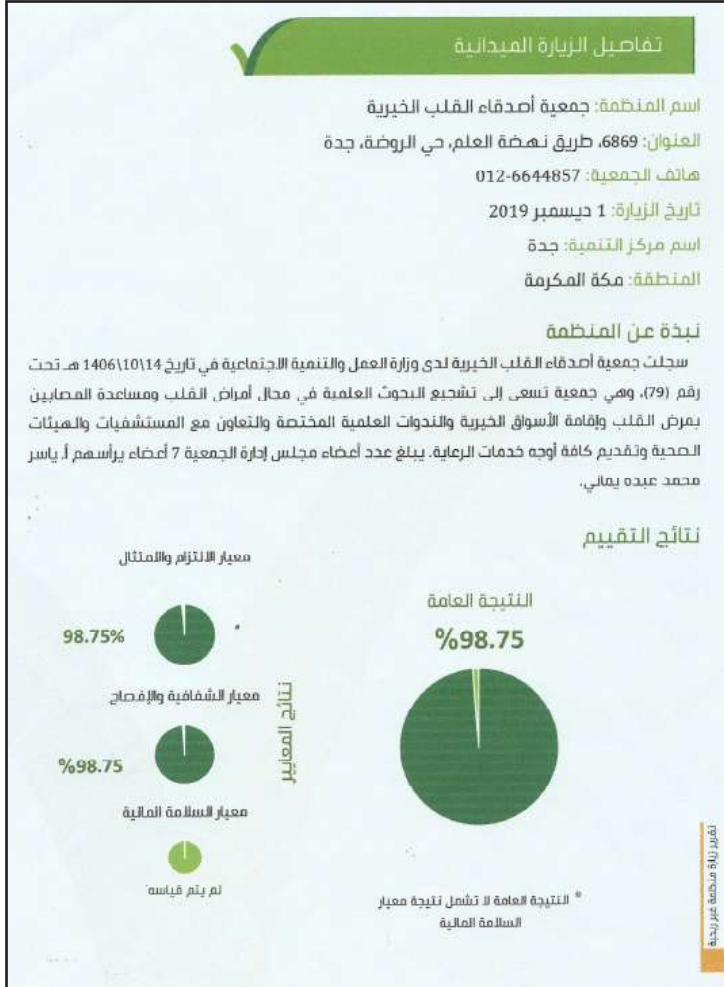 تفاصيل الزيارة الميدانية
اسم المنظمة: جمعية أصدقاء القلب الخيرية
العنوان: 6869، طريق نهضة العلم، حي الروضة، جدة
هاتف الجمعية: 012-6644857
تاريخ الزيارة: 1 ديسمبر 2019
اسم مركز التنمية: جدة
المنطقة: مكة المكرمة
نبذة عن المنظمة
سجلت جمعية أصدقاء القلب الخيرية لدى وزارة العمل والتنمية الاجتماعية في تاريخ 14\10\1406 هـ تحت
رقم (79)، وهي جمعية تسعى إلى تشجيع البحوث العلمية في مجال أمراض القلب ومساعدة المصابين
بمرض القلب وإقامة الأسواق الخيرية والندوات العلمية المختصة والتعاون مع المستشفيات والهيئات
الصحية وتقديم كافة أوجه خدمات الرعاية. يبلغ عدد أعضاء مجلس إدارة الجمعية 7 أعضاء يرأسهم أ. ياسر
محمد عبده يماني.
نتائج التقييم
النتيجة العامة
%98.75
* النتيجة العامة لا تشمل نتيجة معيار
السلامة المالية
نتائج المعايير
معيار الالتزام والامتثال
98.75%
معيار الشفافية والإفصاح
%98.75
معيار السلامة المالية
لم يتم قياسه
تقرير زيارة منظمة غير ربحية